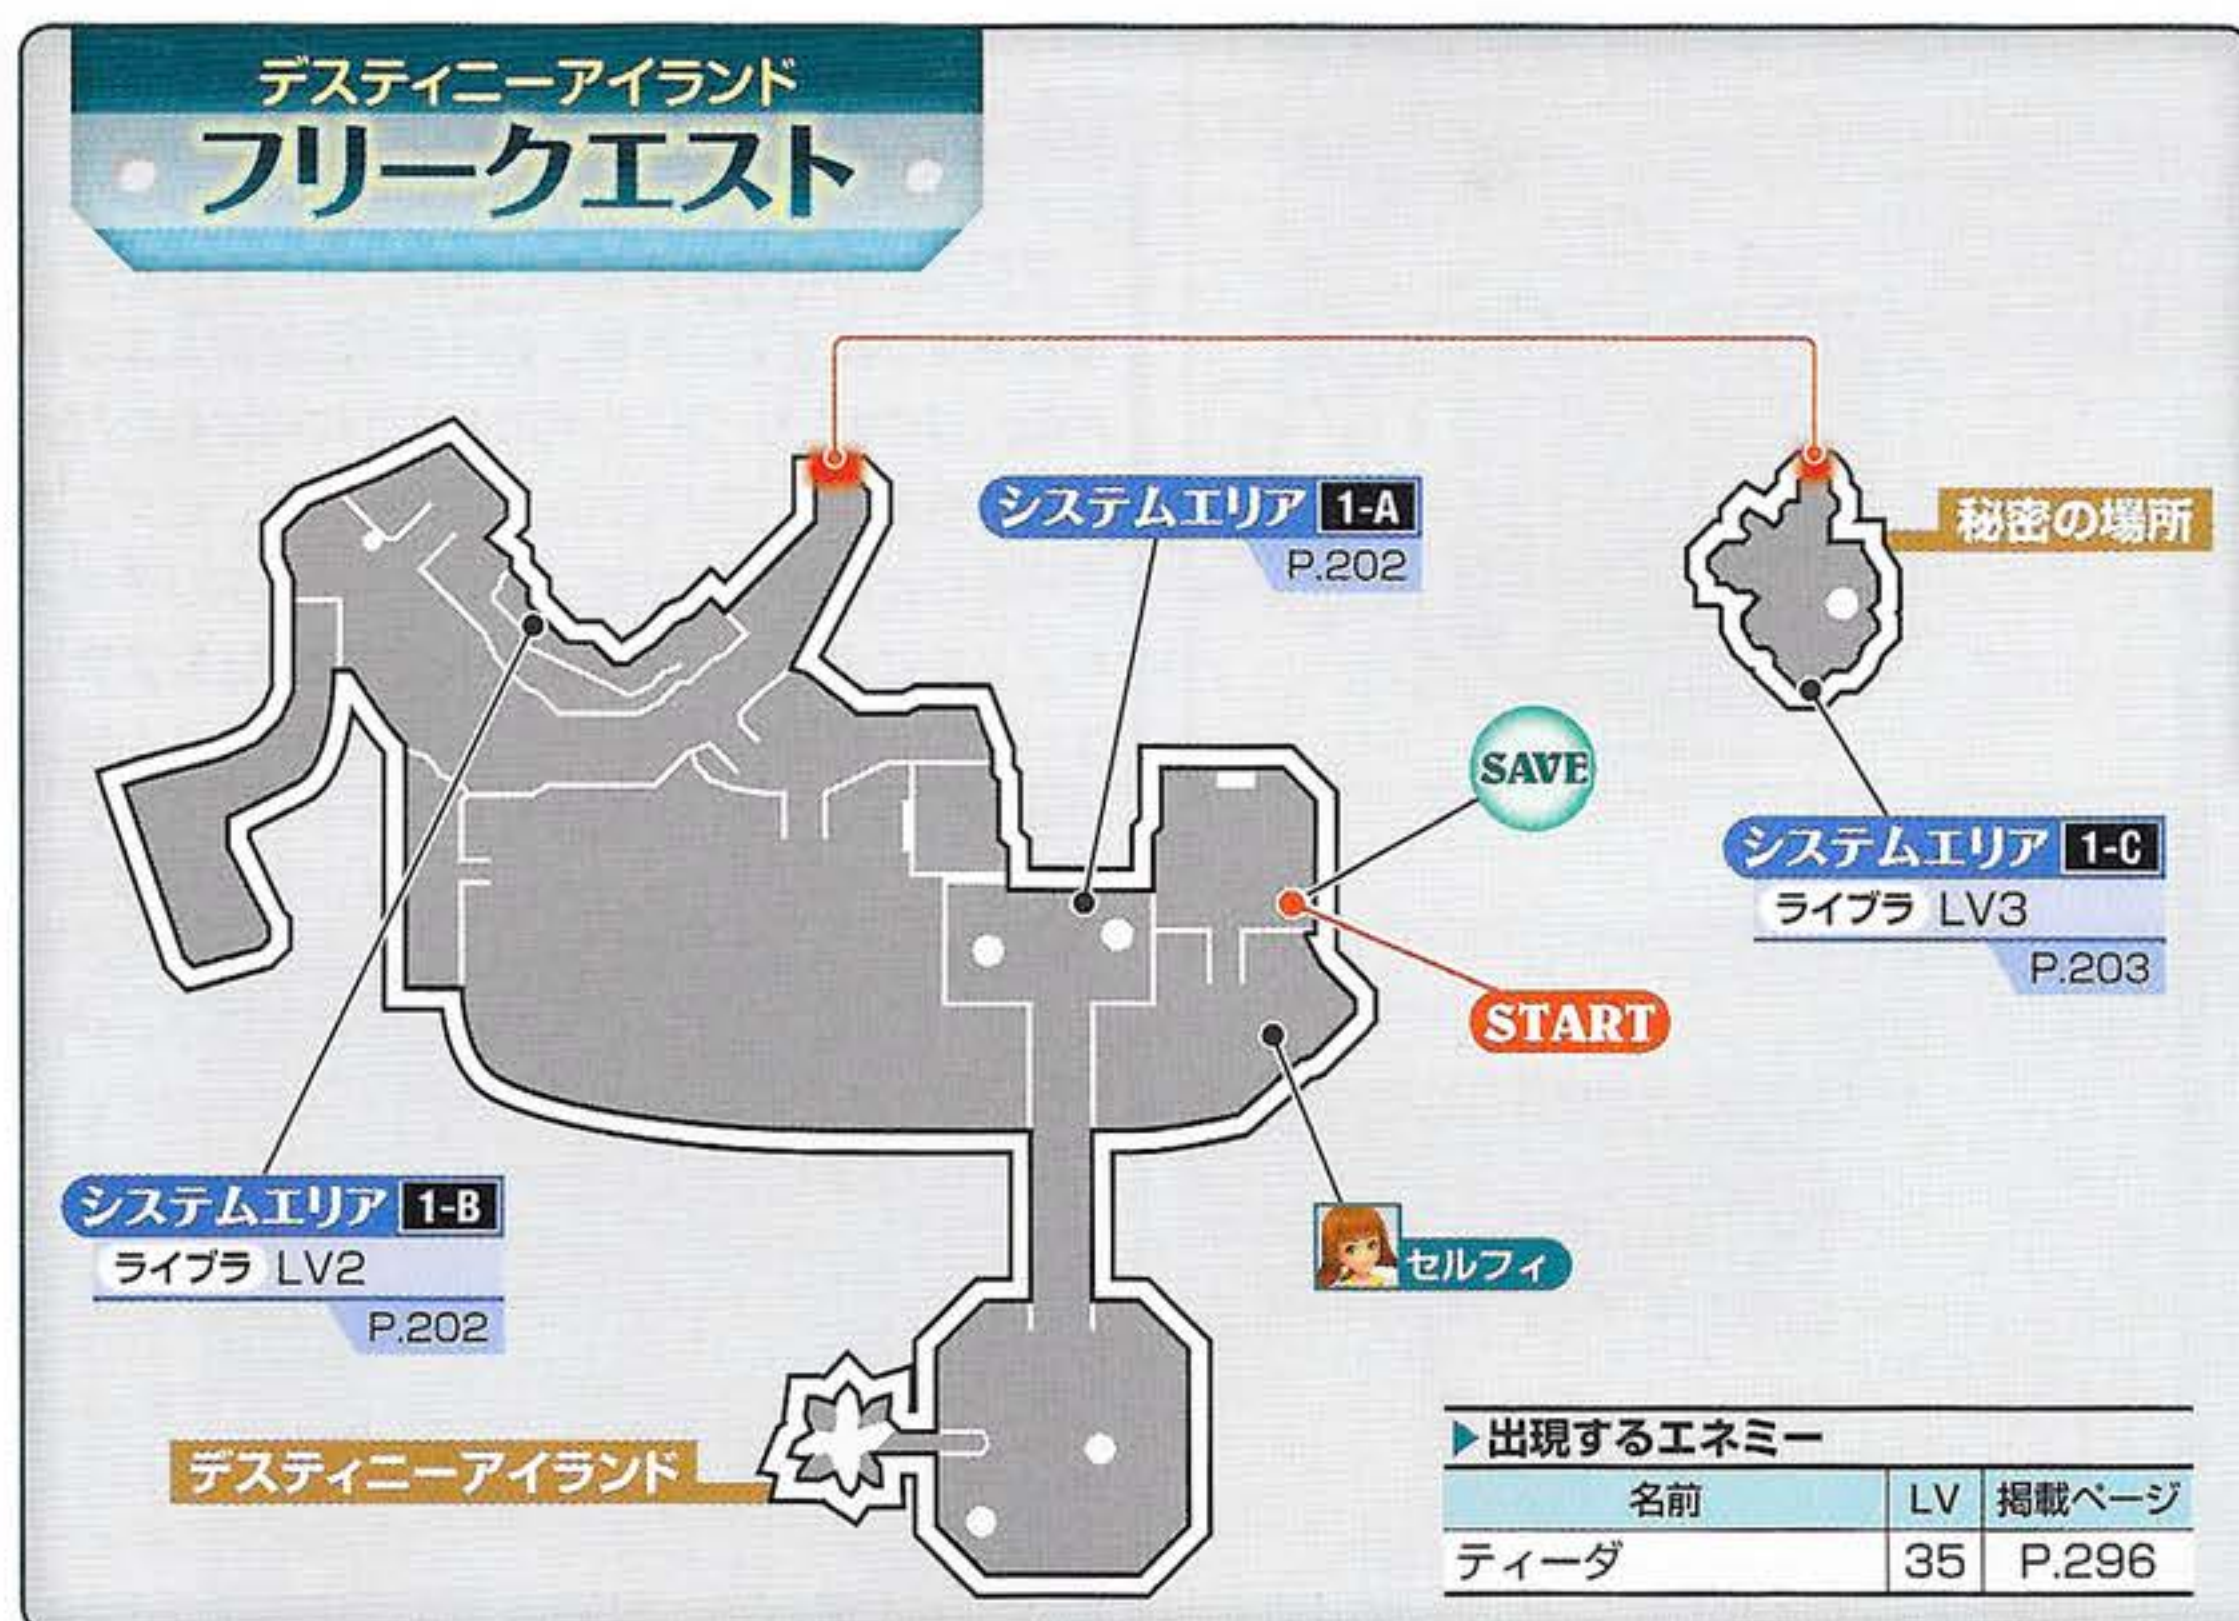 デスティニーアイランド
フリークエスト
システムエリア 1-A
P.202
秘密の場所
SAVE
システムエリア 1-C
ライブラ LV3
P.203
START
システムエリア 1-B
ライブラ LV2
P.202
セルフィ
デスティニーアイランド
▶出現するエネミー
名前 LV 掲載ページ
ティーダ 35 P.296